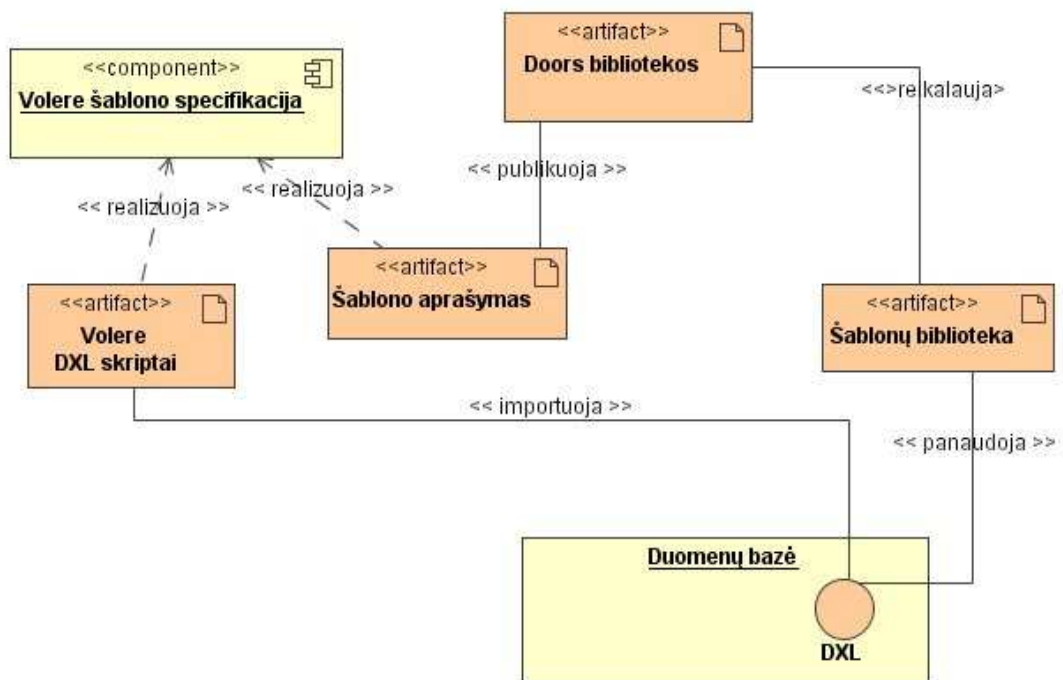 <<artifact>>
Doors bibliotekos
<<component>>
Volere šablono specifikacija
<<>reikalauja>
<< publikuoja >>
<< realizuoja >>
<< realizuoja >>
<<artifact>>
Šablono aprašymas
<<artifact>>
Volere
DXL skriptai
<<artifact>>
Šablonų biblioteka
<< importuoja >>
<< panaudoja >>
Duomenų bazė
DXL